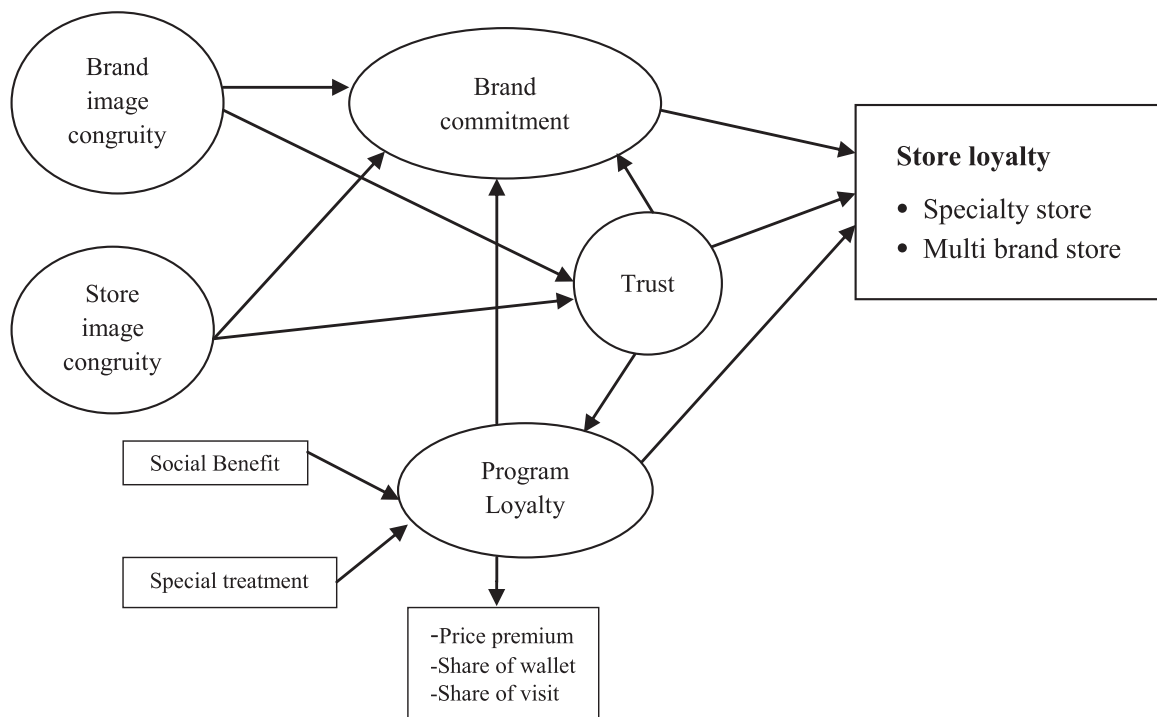 Brand
image
congruity
Brand
commitment
Store loyalty
• Specialty store
• Multi brand store
Trust
Store
image
congruity
Social Benefit
Program
Loyalty
Special treatment
-Price premium
-Share of wallet
-Share of visit